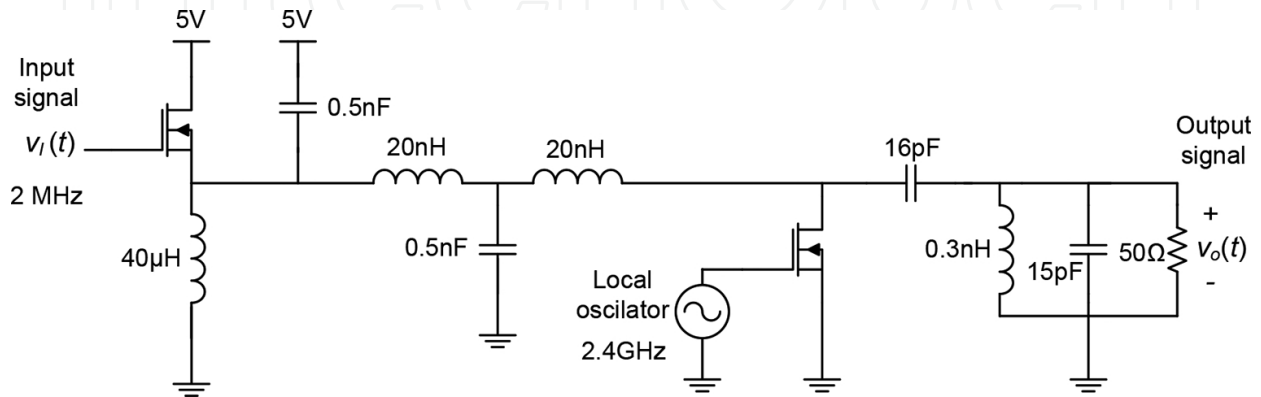 5V
5V
Input
signal
v_I (t)
2 MHz
0.5nF
20nH
20nH
16pF
Output
signal
40µH
0.5nF
Local
oscilator
2.4GHz
0.3nH
15pF
50Ω
+
v_o(t)
-